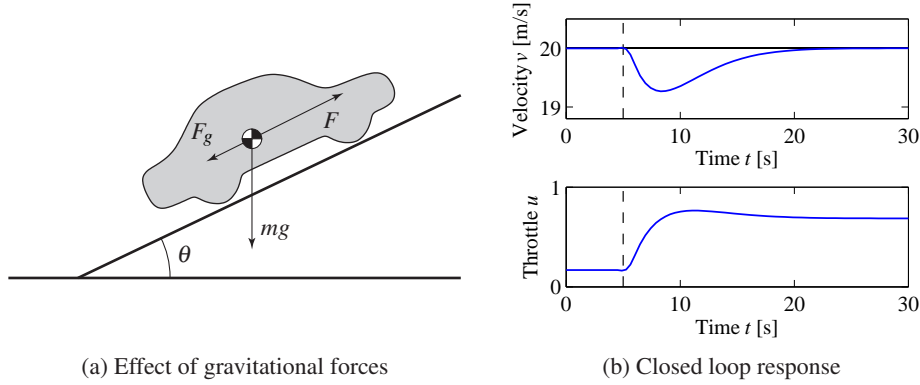 F_g
F
mg
θ
(a) Effect of gravitational forces
Velocity v [m/s]
20
19
0 10 20 30
Time t [s]
Throttle u
1
0
0 10 20 30
Time t [s]
(b) Closed loop response